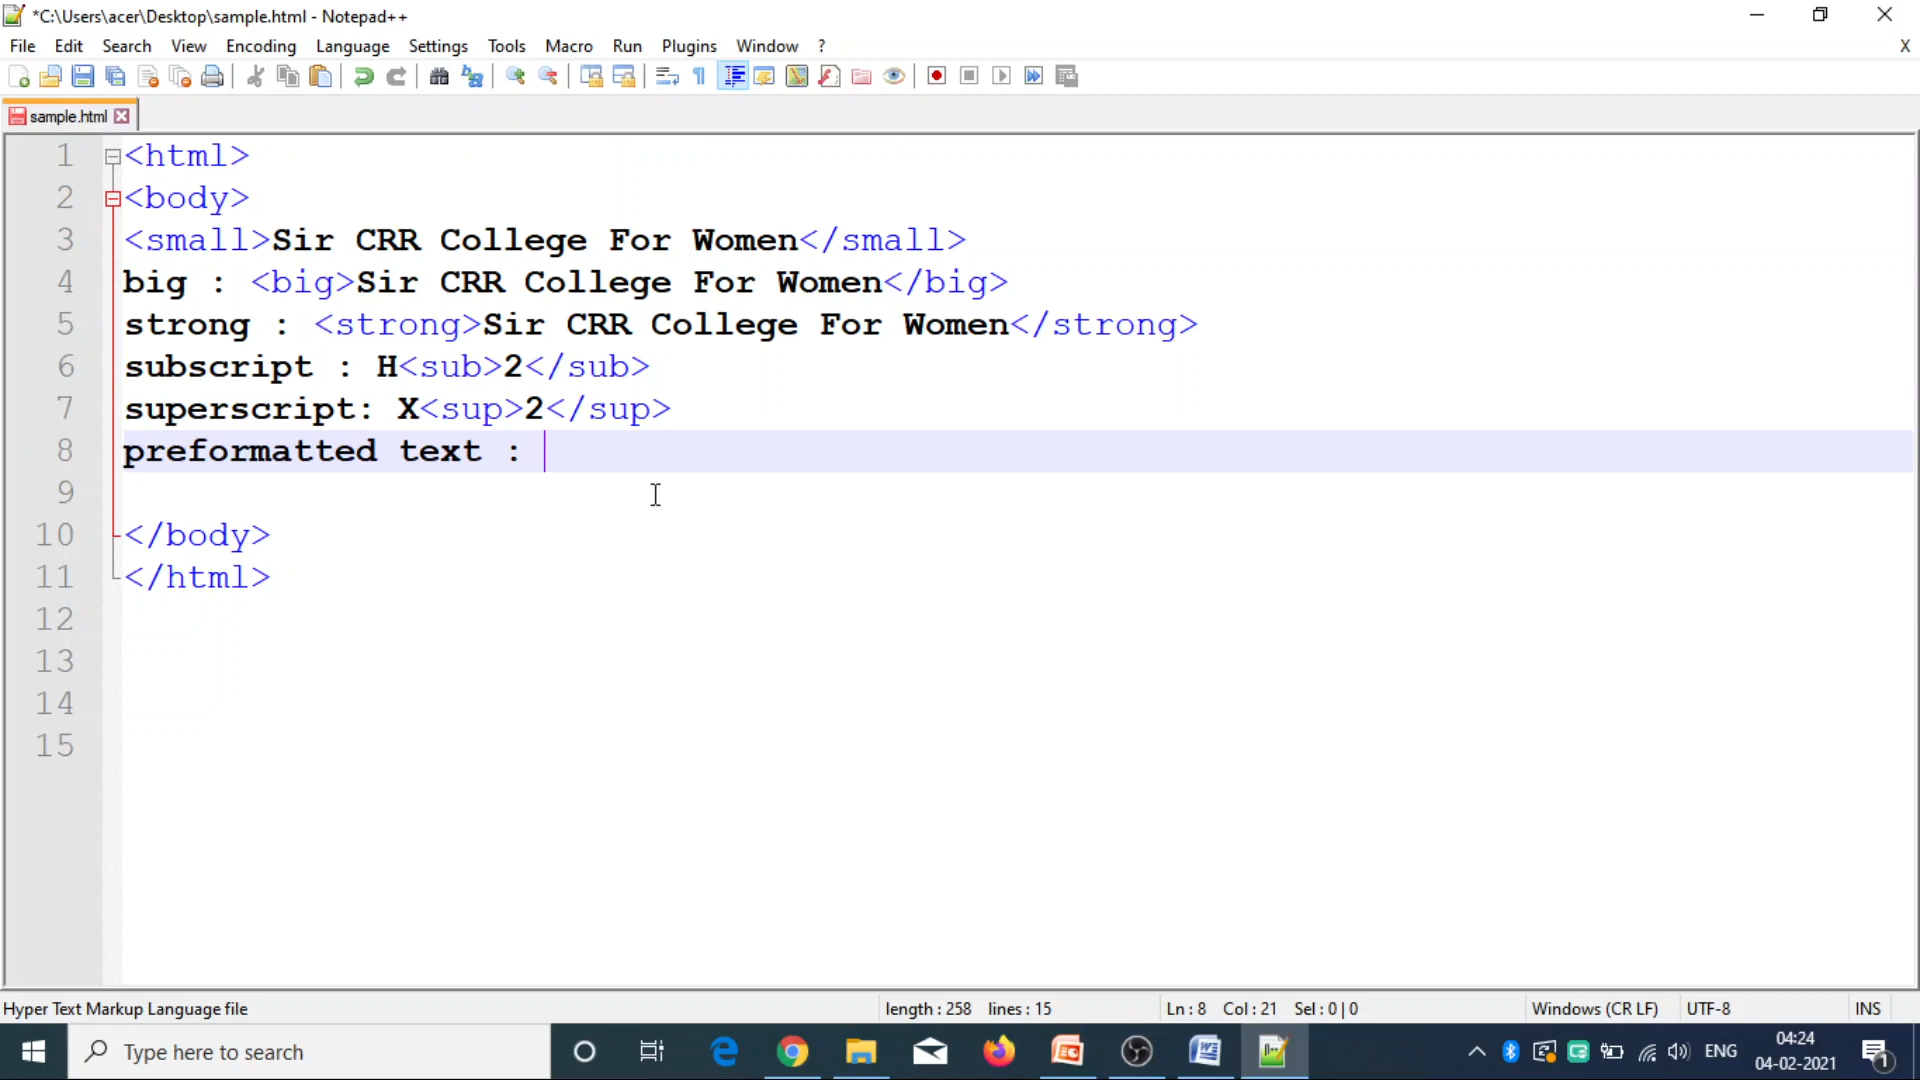 *C:\Users\acer\Desktop\sample.html - Notepad++
File Edit Search View Encoding Language Settings Tools Macro Run Plugins Window ? X
sample.html
1 <html>
2 <body>
3 <small>Sir CRR College For Women</small>
4 big : <big>Sir CRR College For Women</big>
5 strong : <strong>Sir CRR College For Women</strong>
6 subscript : H<sub>2</sub>
7 superscript: X<sup>2</sup>
8 preformatted text :
9
10 </body>
11 </html>
12
13
14
15
Hyper Text Markup Language file length : 258 lines : 15 Ln : 8 Col : 21 Sel : 0 | 0 Windows (CR LF) UTF-8 INS
Type here to search ENG 04:24
04-02-2021 1